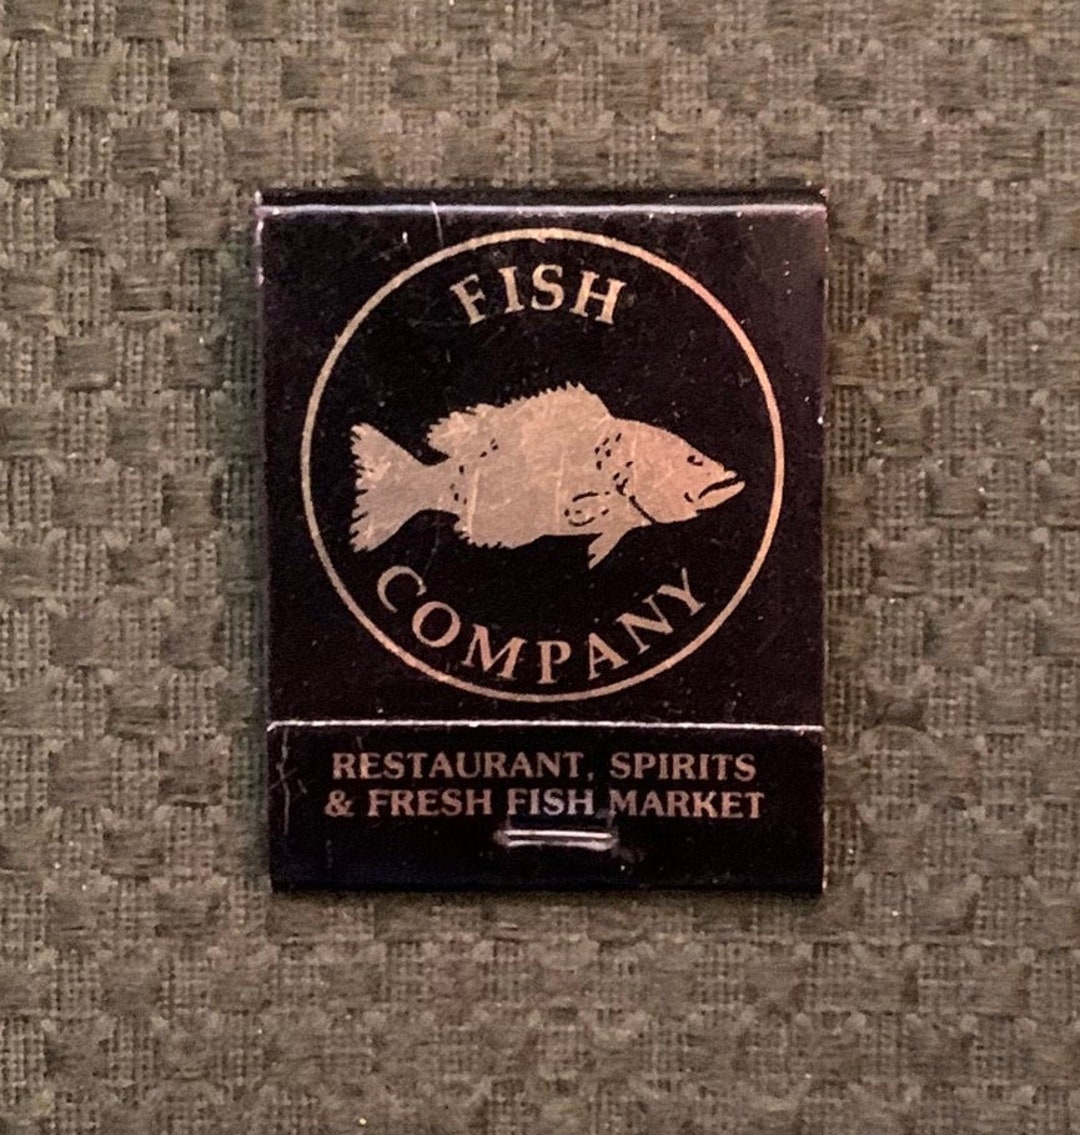 FISH
COMPANY
RESTAURANT, SPIRITS
& FRESH FISH MARKET